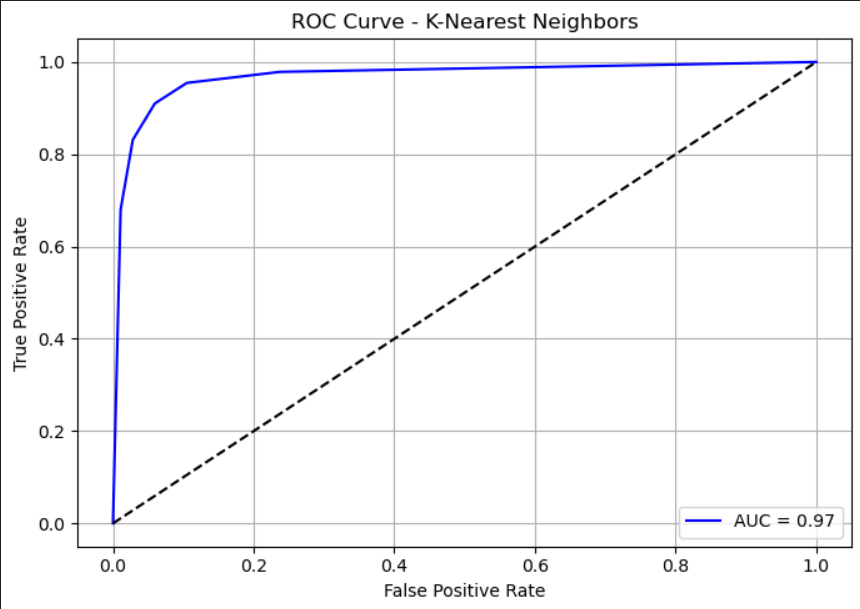 ROC Curve - K-Nearest Neighbors
1.0
0.8
0.6
0.4
0.2
0.0
True Positive Rate
AUC = 0.97
0.0 0.2 0.4 0.6 0.8 1.0
False Positive Rate